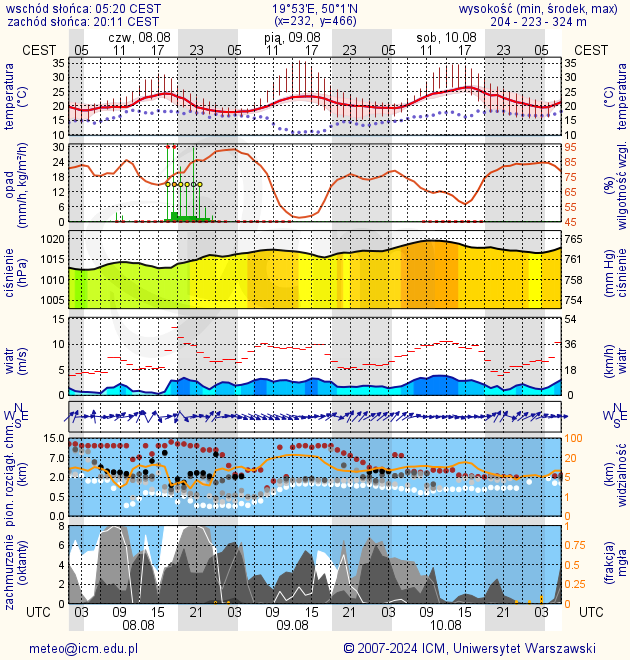 wschód słońca: 05:20 CEST 19°53'E, 50°1'N wysokość (min, środek, max)
zachód słońca: 20:11 CEST (x=232, y=466) 204 - 223 - 324 m
czw, 08.08 pią, 09.08 sob, 10.08
CEST 05 11 17 23 05 11 17 23 05 11 17 23 05 CEST
temperatura (°C) 35 30 25 20 15 10 35 30 25 20 15 10 (°C) temperatura
opad (mm/h, kg/m²/h) 30 24 18 12 6 0 95 85 75 65 55 45 (%) wilgotność wzgl.
ciśnienie (hPa) 1020 1015 1010 1005 765 761 758 754 (mm Hg) ciśnienie
wiatr (m/s) 15 10 5 0 54 36 18 0 (km/h) wiatr
N W E S N W E S
pion. rozciągł. chm. (km) 15.0 7.0 2.0 0.5 0.0 100 20 5 1 0 (km) widzialność
zachmurzenie (oktanty) 8 6 4 2 0 1 0.75 0.5 0.25 0 (frakcja) mgła
UTC 03 09 15 21 03 09 15 21 03 09 15 21 03 UTC
08.08 09.08 10.08
meteo@icm.edu.pl © 2007-2024 ICM, Uniwersytet Warszawski